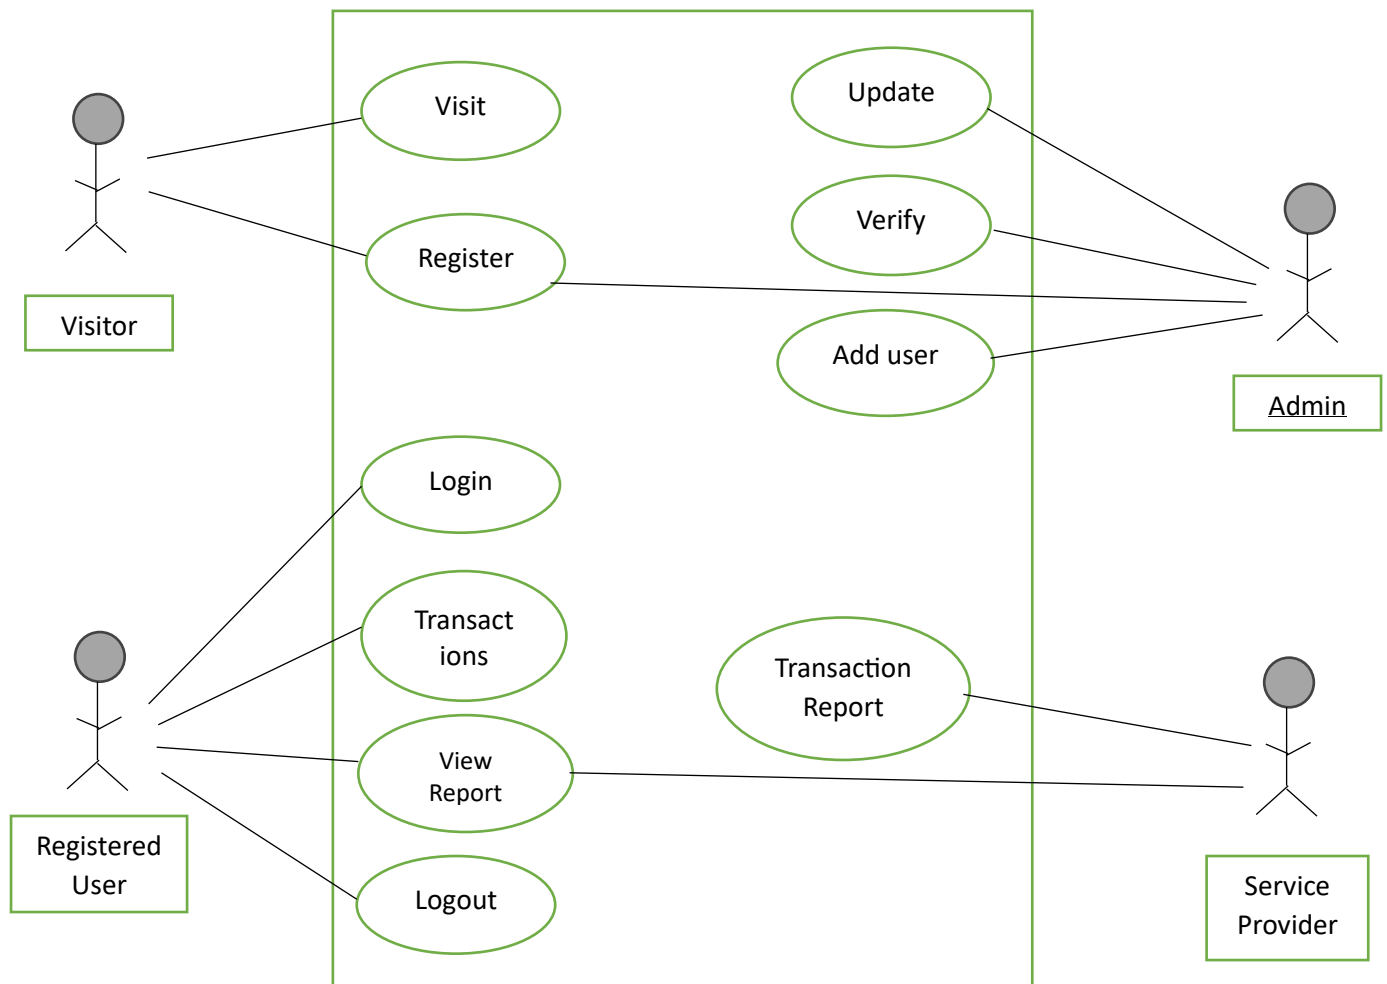 Visit
Update
Verify
Register
Visitor
Add user
Admin
Login
Transact
ions
Transaction
Report
View
Report
Registered
User
Logout
Service
Provider